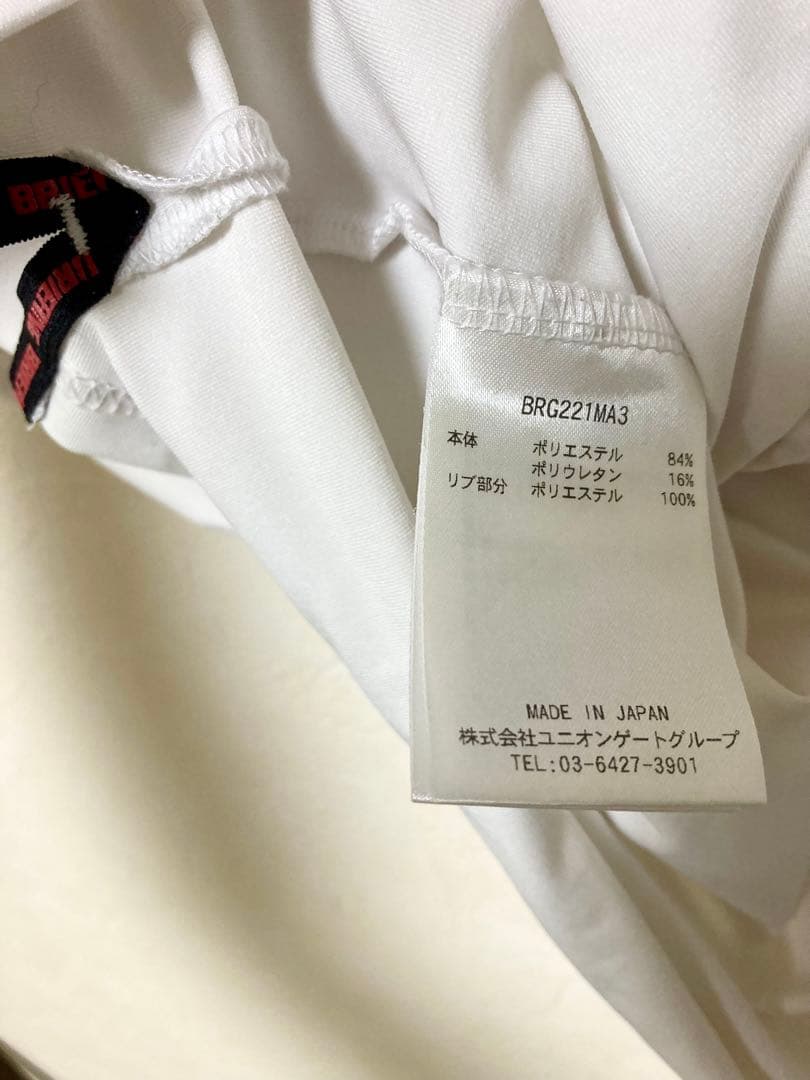 BRG221MA3
本体 ポリエステル 84%
ポリウレタン 16%
リブ部分 ポリエステル 100%
MADE IN JAPAN
株式会社ユニオンゲートグループ
TEL:03-6427-3901